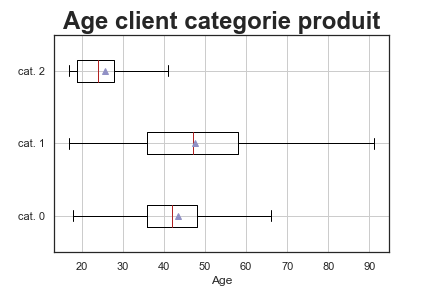 Age client categorie produit
cat. 2
cat. 1
cat. 0
20 30 40 50 60 70 80 90
Age